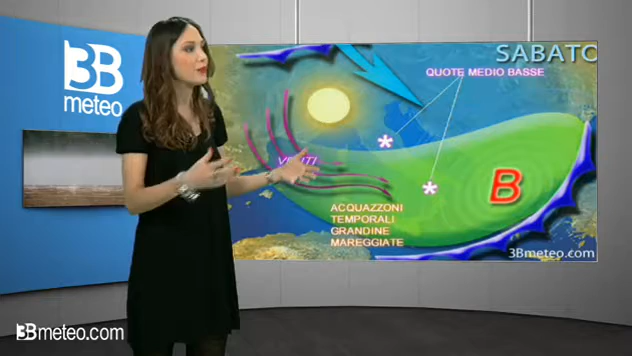 3B
meteo
SABATO
QUOTE MEDIO BASSE
VENTI
B
ACQUAZZONI
TEMPORALI
GRANDINE
MAREGGIATE
3Bmeteo.com
3Bmeteo.com